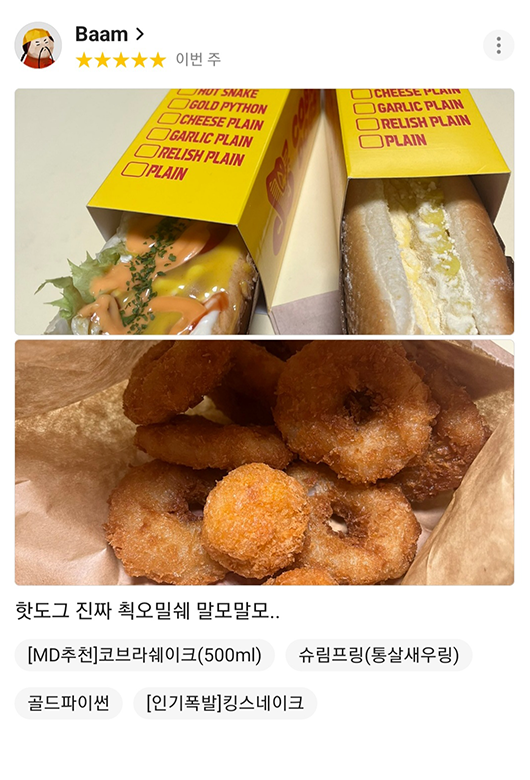 Baam >
★★★★★ 이번 주
HOT SNAKE
GOLD PYTHON
CHEESE PLAIN
GARLIC PLAIN
RELISH PLAIN
PLAIN
CHEESE PLAIN
GARLIC PLAIN
RELISH PLAIN
PLAIN
핫도그 진짜 쵝오밀쉐 말모말모..
[MD추천]코브라쉐이크(500ml)
슈림프링(통살새우링)
골드파이썬
[인기폭발]킹스네이크